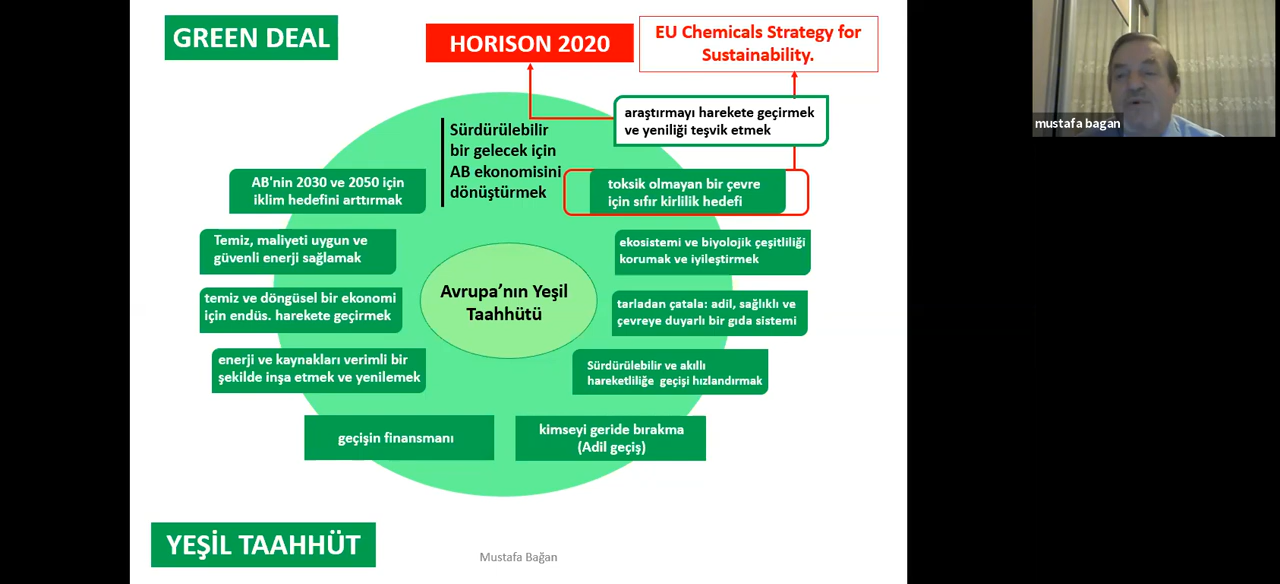 GREEN DEAL
HORISON 2020
EU Chemicals Strategy for
Sustainability.
mustafa bagan
araştırmayı harekete geçirmek
ve yeniliği teşvik etmek
Sürdürülebilir
bir gelecek için
AB ekonomisini
dönüştürmek
AB'nin 2030 ve 2050 için
iklim hedefini arttırmak
toksik olmayan bir çevre
için sıfır kirlilik hedefi
Temiz, maliyeti uygun ve
güvenli enerji sağlamak
ekosistemi ve biyolojik çeşitliliği
korumak ve iyileştirmek
temiz ve döngüsel bir ekonomi
için endüs. harekete geçirmek
Avrupa’nın Yeşil
Taahhütü
tarladan çatala: adil, sağlıklı ve
çevreye duyarlı bir gıda sistemi
enerji ve kaynakları verimli bir
şekilde inşa etmek ve yenilemek
Sürdürülebilir ve akıllı
hareketliliğe geçişi hızlandırmak
geçişin finansmanı
kimseyi geride bırakma
(Adil geçiş)
YEŞİL TAAHHÜT
Mustafa Bağan